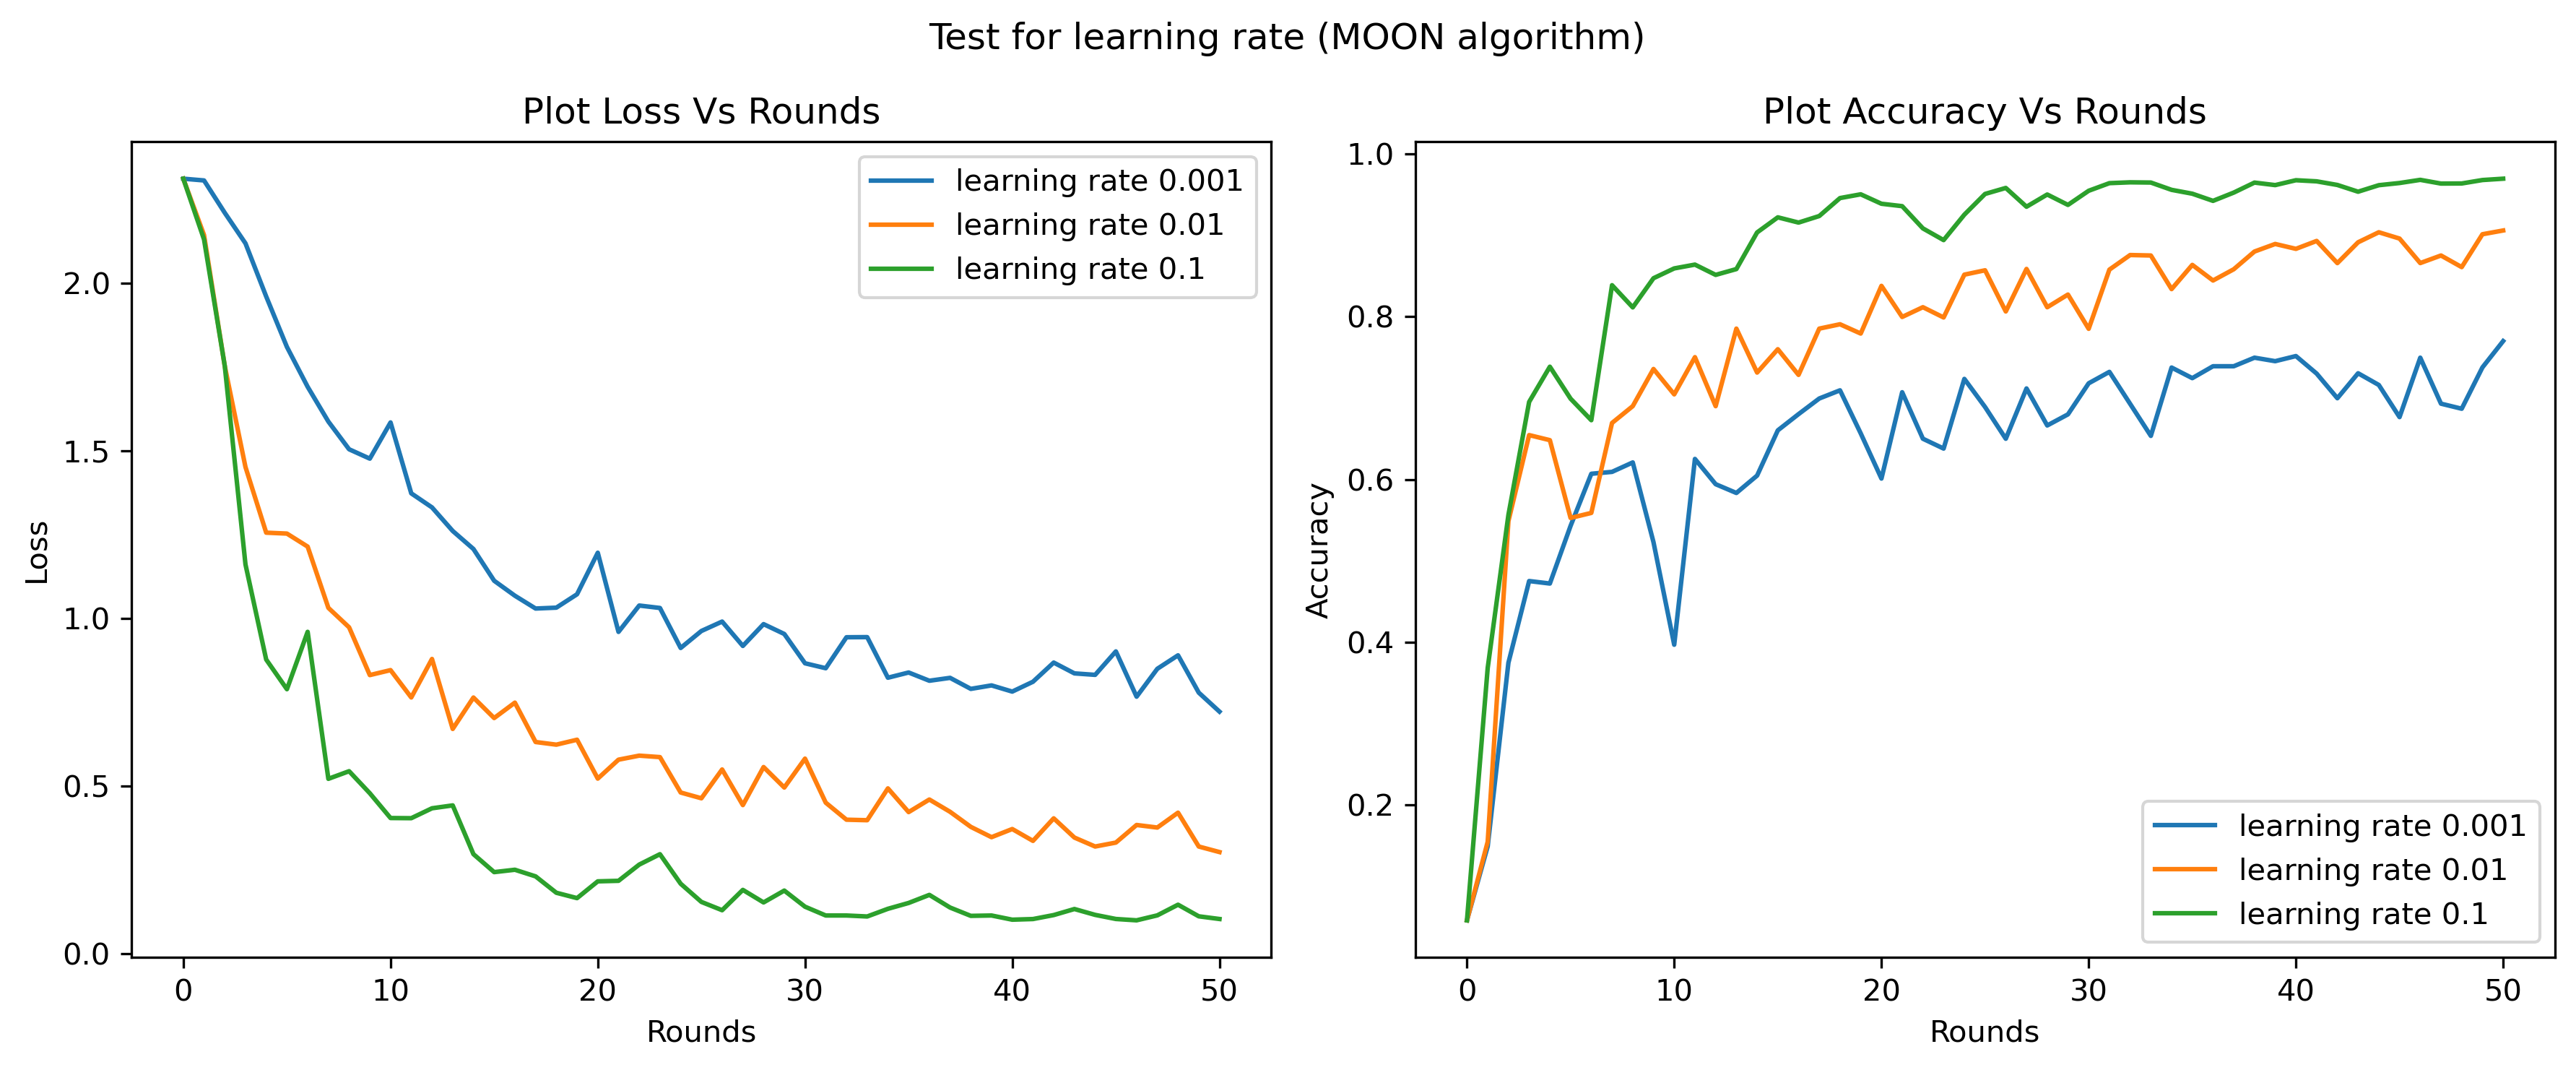 Test for learning rate (MOON algorithm)
Plot Loss Vs Rounds
learning rate 0.001
learning rate 0.01
learning rate 0.1
Loss
2.0
1.5
1.0
0.5
0.0
0 10 20 30 40 50
Rounds
Plot Accuracy Vs Rounds
Accuracy
1.0
0.8
0.6
0.4
0.2
learning rate 0.001
learning rate 0.01
learning rate 0.1
0 10 20 30 40 50
Rounds